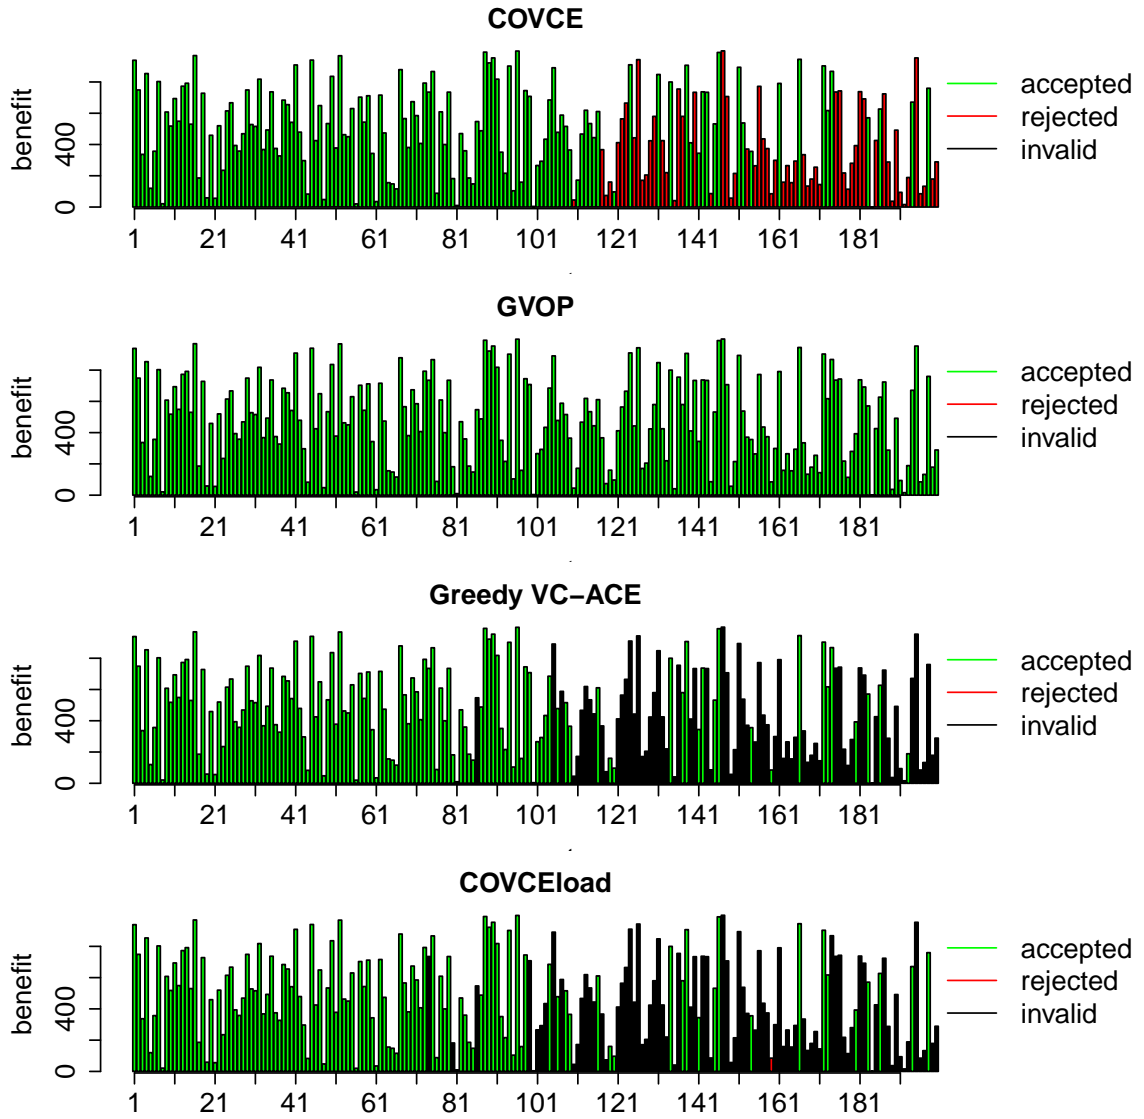 COVCE
benefit
0
400
1 21 41 61 81 101 121 141 161 181
accepted
rejected
invalid
GVOP
benefit
0
400
1 21 41 61 81 101 121 141 161 181
accepted
rejected
invalid
Greedy VC−ACE
benefit
0
400
1 21 41 61 81 101 121 141 161 181
accepted
rejected
invalid
COVCEload
benefit
0
400
1 21 41 61 81 101 121 141 161 181
accepted
rejected
invalid